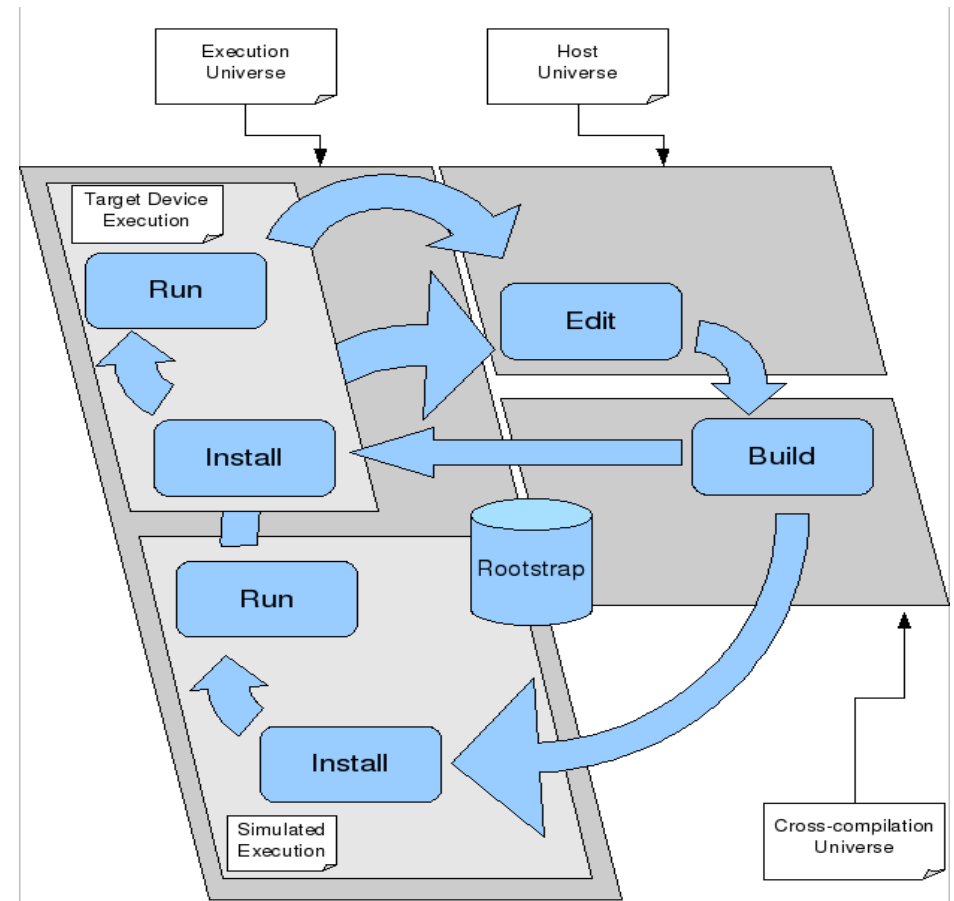 Execution
Universe
Host
Universe
Target Device
Execution
Run
Edit
Install
Build
Rootstrap
Run
Install
Simulated
Execution
Cross-compilation
Universe